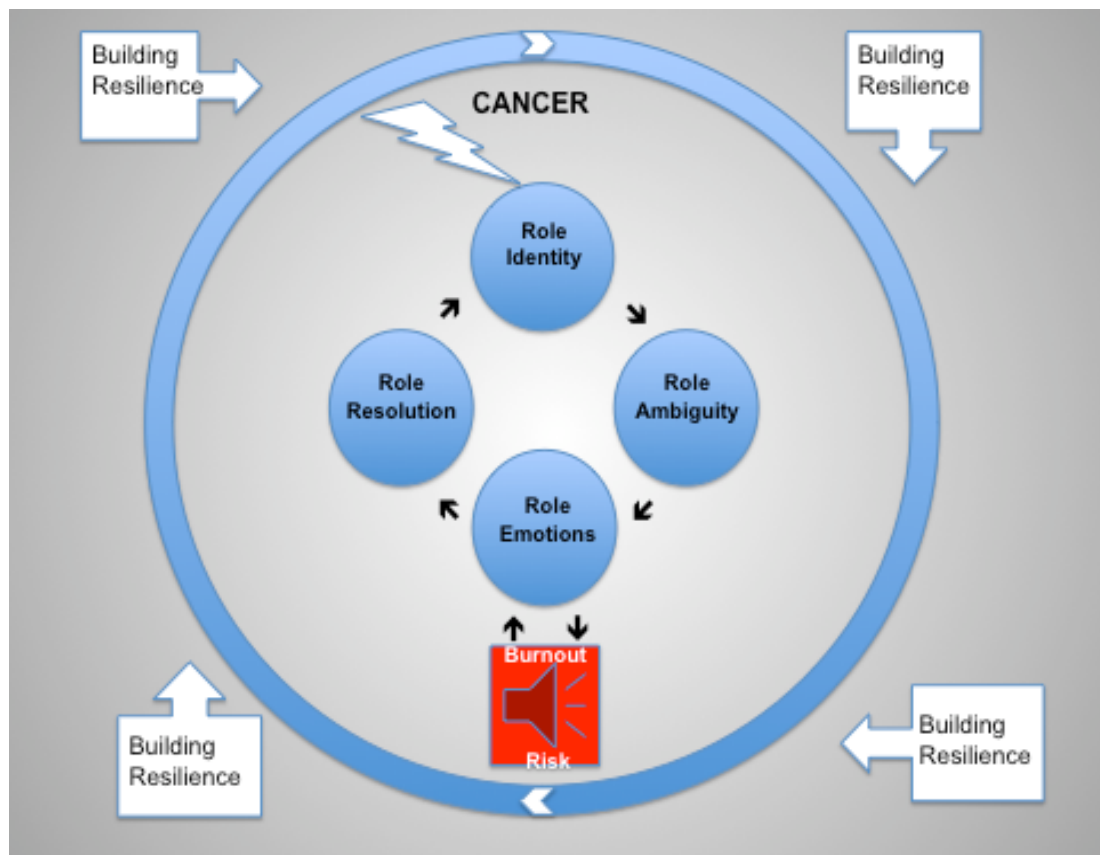 Building
Resilience
CANCER
Building
Resilience
Role
Identity
Role
Resolution
Role
Ambiguity
Role
Emotions
Burnout
Risk
Building
Resilience
Building
Resilience